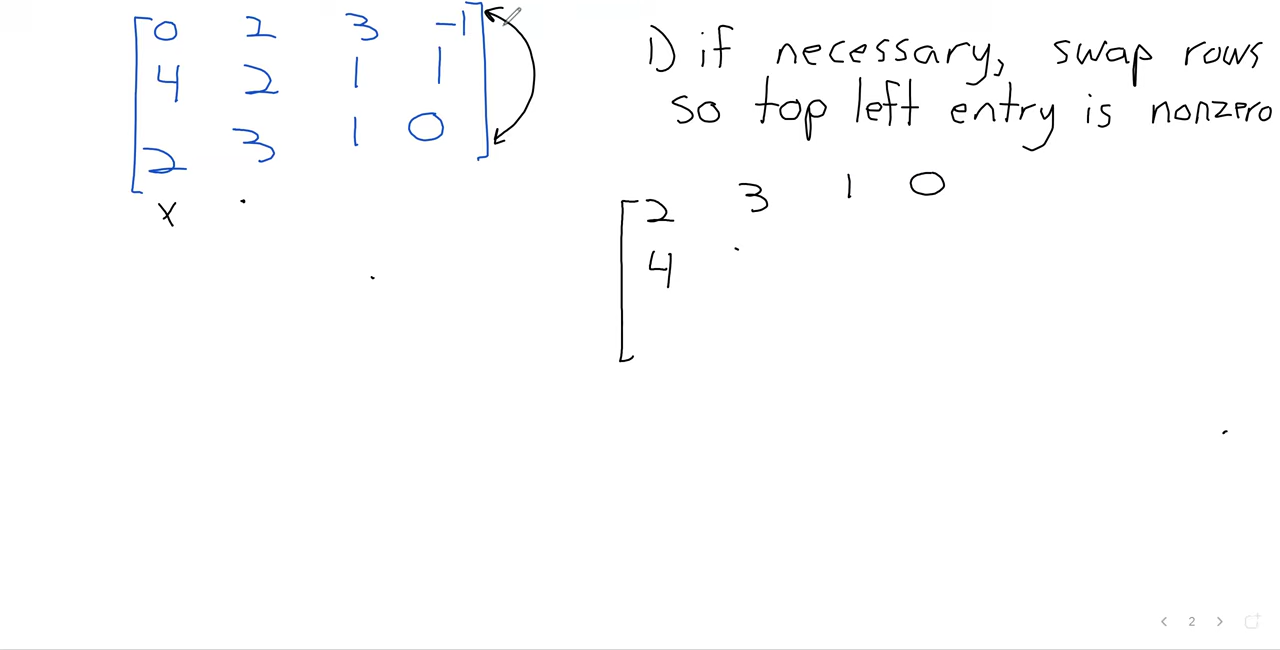 0 2 3 -1
4 2 1 1
2 3 1 0
x
1) if necessary, swap rows
so top left entry is nonzero
2 3 1 0
4
2